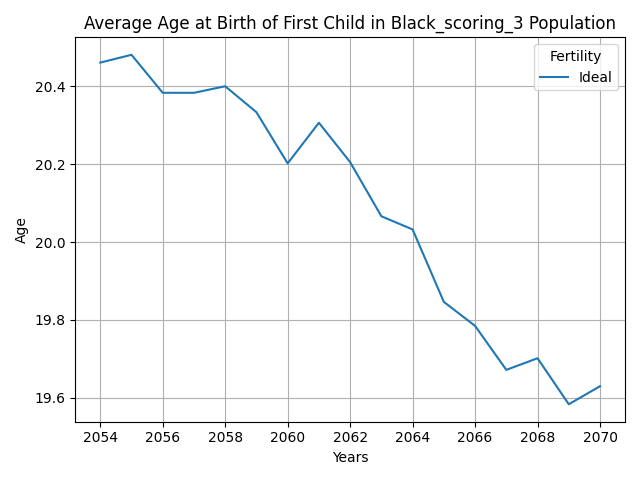 Average Age at Birth of First Child in Black_scoring_3 Population
Fertility
Ideal
Age
20.4
20.2
20.0
19.8
19.6
2054 2056 2058 2060 2062 2064 2066 2068 2070
Years